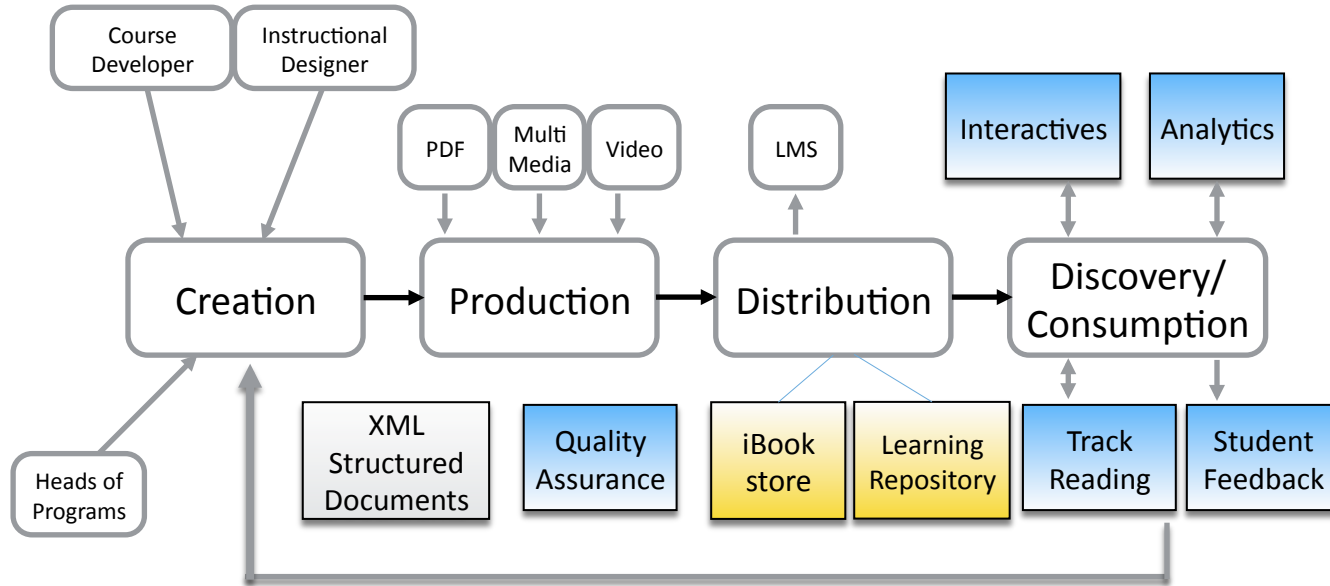 Course
Developer
Instructional
Designer
Interactives
Analytics
PDF
Multi
Media
Video
LMS
Creation
Production
Distribution
Discovery/
Consumption
XML
Structured
Documents
Quality
Assurance
iBook
store
Learning
Repository
Track
Reading
Student
Feedback
Heads of
Programs